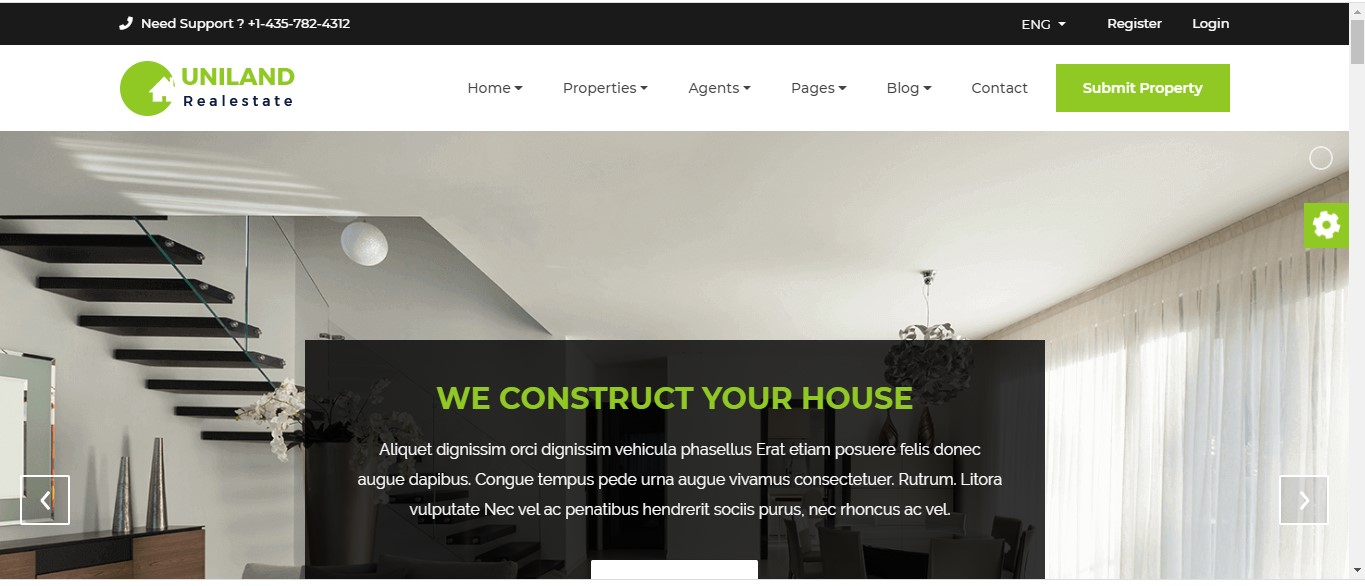 Need Support ? +1-435-782-4312 ENG Register Login
UNILAND
Realestate
Home Properties Agents Pages Blog Contact Submit Property
WE CONSTRUCT YOUR HOUSE
Aliquet dignissim orci dignissim vehicula phasellus Erat etiam posuere felis donec
augue dapibus. Congue tempus pede urna augue vivamus consectetuer. Rutrum. Litora
vulputate Nec vel ac penatibus hendrerit sociis purus, nec rhoncus ac vel.